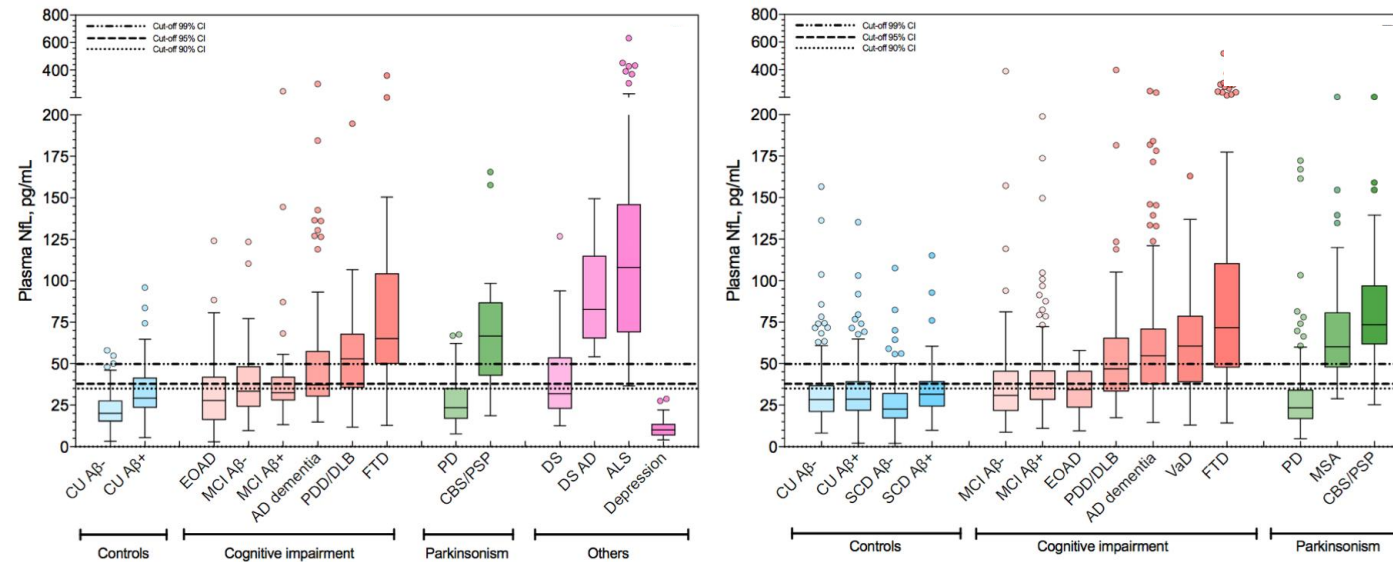 800
600
400
200
175
150
125
100
75
50
25
0
Plasma NfL, pg/mL
Cut-off 99% CI
Cut-off 95% CI
Cut-off 90% CI
CU Aβ-
CU Aβ+
EOAD
MCI Aβ-
MCI Aβ+
AD dementia
PDD/DLB
FTD
PD
CBS/PSP
DS
DS AD
ALS
Depression
Controls
Cognitive impairment
Parkinsonism
Others
800
600
400
200
175
150
125
100
75
50
25
0
Plasma NfL, pg/mL
Cut-off 99% CI
Cut-off 95% CI
Cut-off 90% CI
CU Aβ-
CU Aβ+
SCD Aβ-
SCD Aβ+
MCI Aβ-
MCI Aβ+
EOAD
PDD/DLB
AD dementia
VaD
FTD
PD
MSA
CBS/PSP
Controls
Cognitive impairment
Parkinsonism